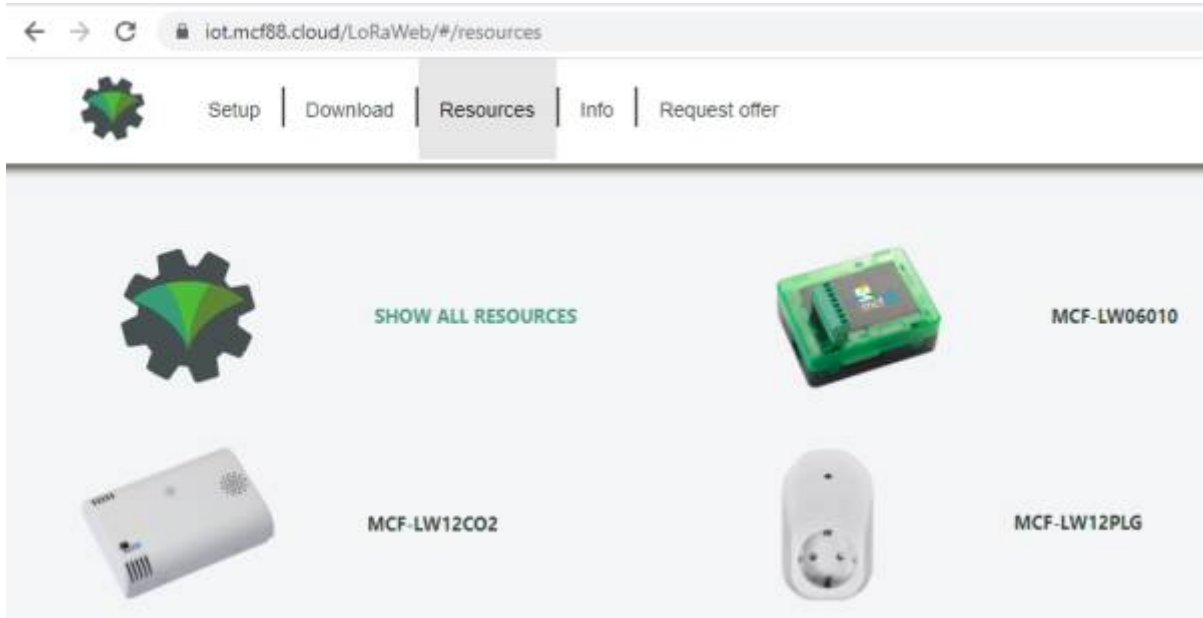 iot.mcf88.cloud/LoRaWeb/#/resources
Setup Download Resources Info Request offer
SHOW ALL RESOURCES
MCF-LW06010
MCF-LW12CO2
MCF-LW12PLG